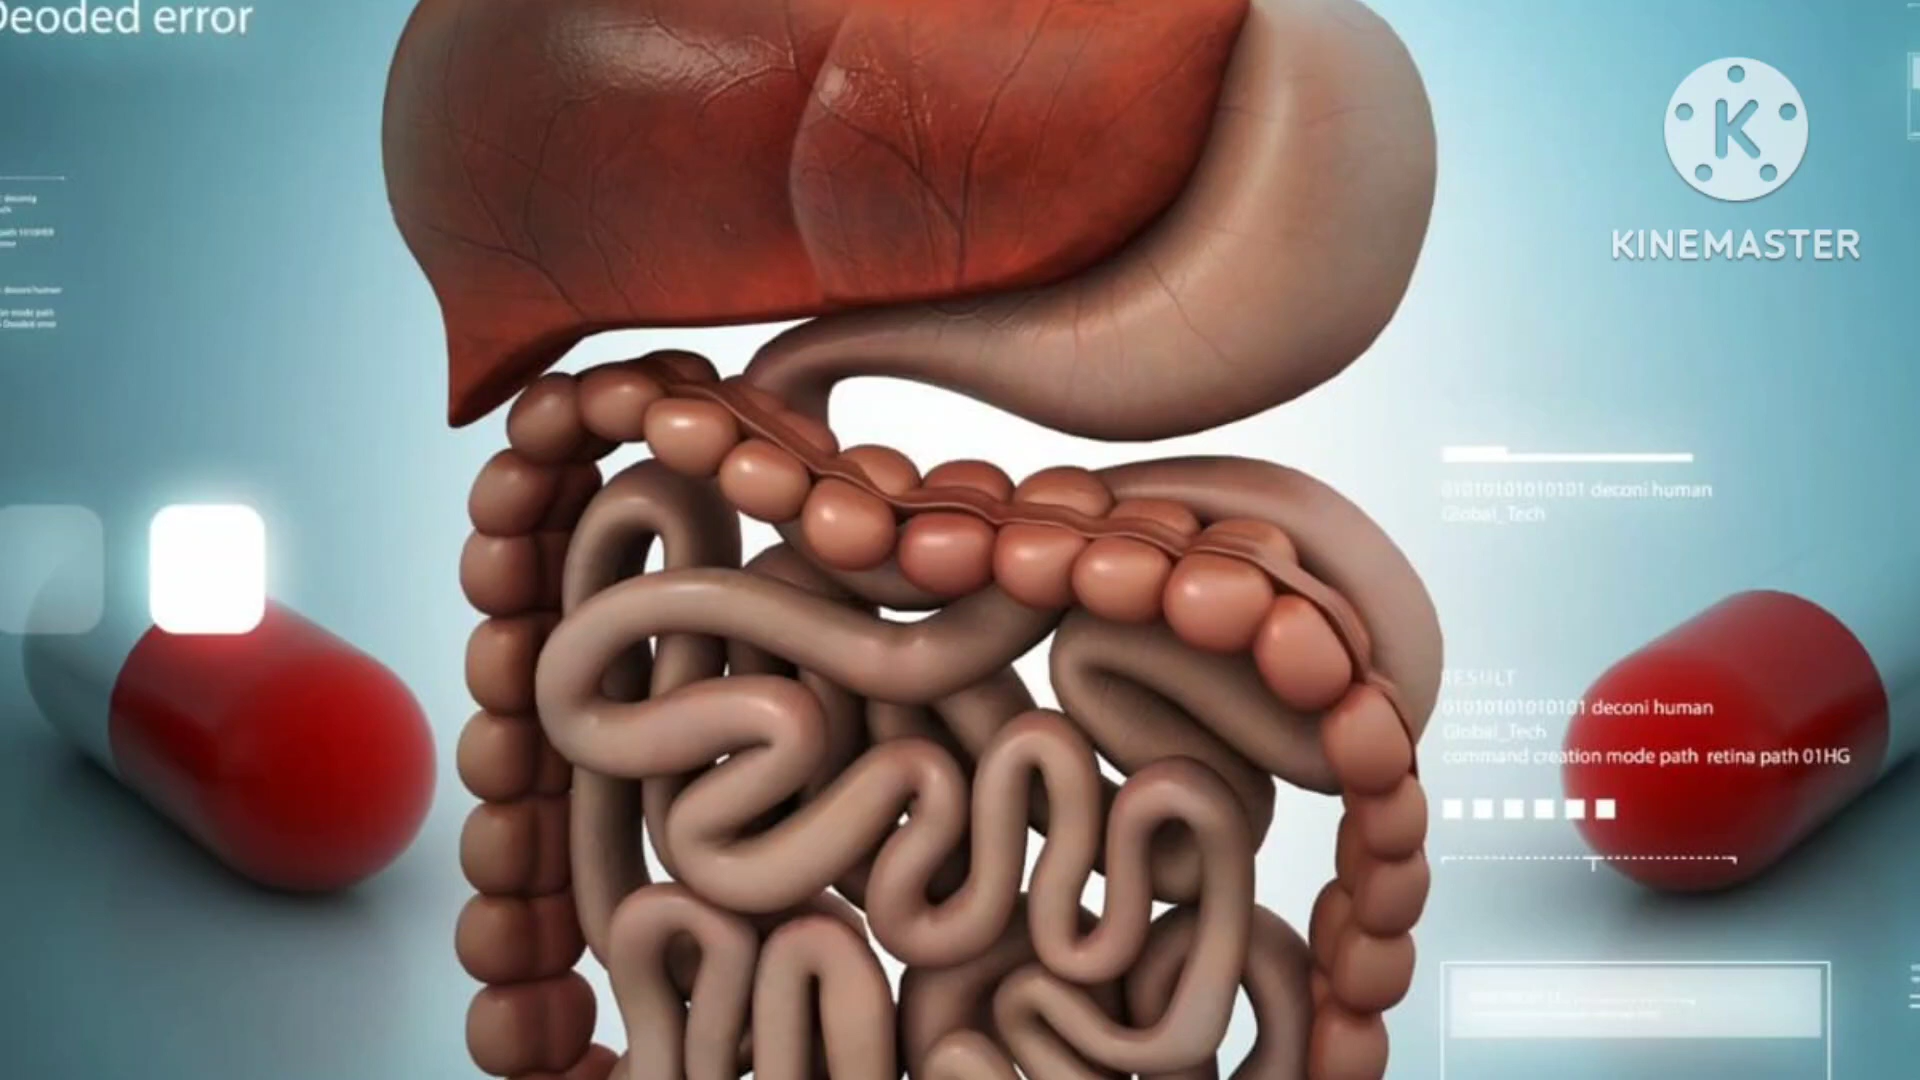 Deoded error
K
KINEMASTER
01010101010101 deconi human
Global_Tech
RESULT
01010101010101 deconi human
Global_Tech
command creation mode path retina path 01HG